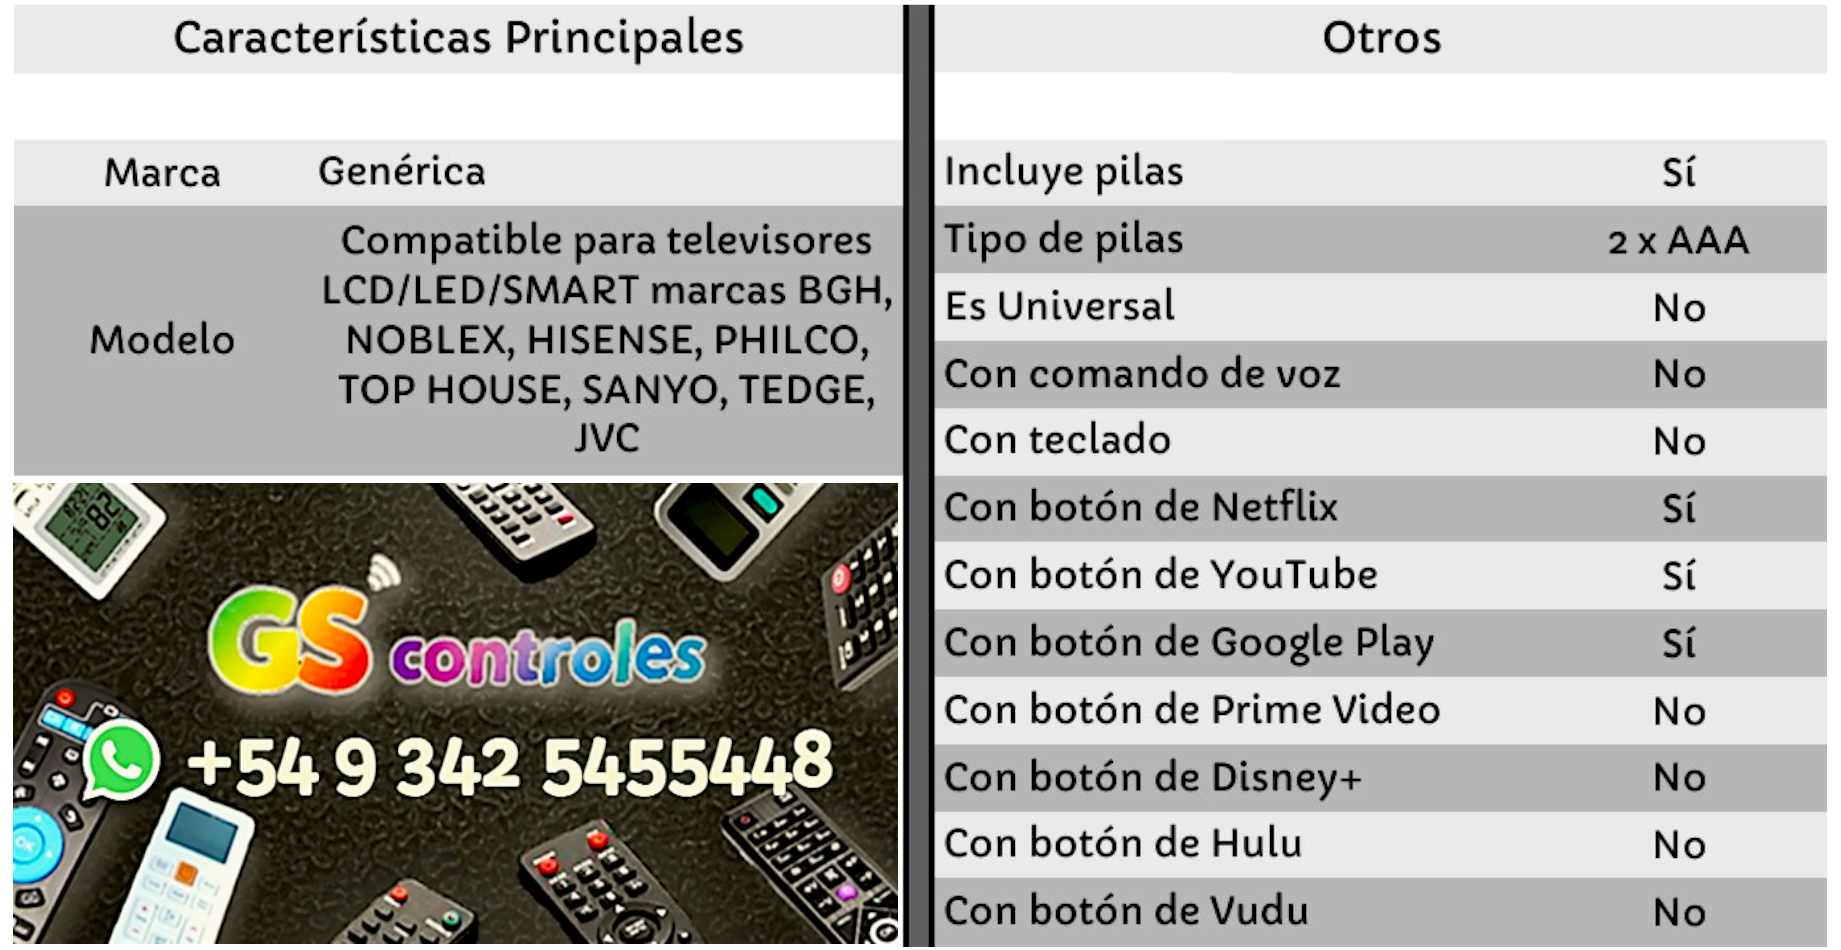 Características Principales
Marca
Genérica
Modelo
Compatible para televisores
LCD/LED/SMART marcas BGH,
NOBLEX, HISENSE, PHILCO,
TOP HOUSE, SANYO, TEDGE,
JVC
82
GS controles
+54 9 342 5455448
OK
Otros
Incluye pilas Sí
Tipo de pilas 2 x AAA
Es Universal No
Con comando de voz No
Con teclado No
Con botón de Netflix Sí
Con botón de YouTube Sí
Con botón de Google Play Sí
Con botón de Prime Video No
Con botón de Disney+ No
Con botón de Hulu No
Con botón de Vudu No